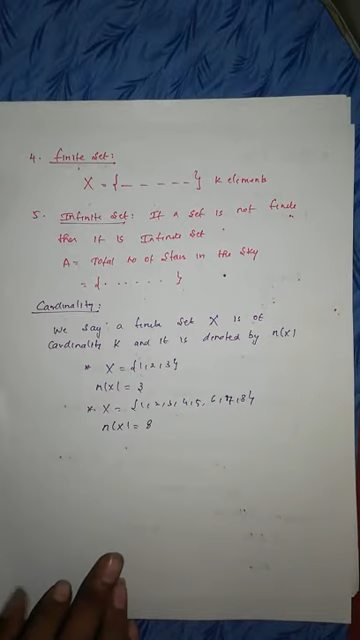 4. Finite Set:
X = {_ _ _ _ _ _} K elements
5. Infinite Set: If a set is not finite
then it is Infinite Set
A = Total no of Stars in the Sky
= {. . . . . . }
Cardinality:
We say a finite set X is of
Cardinality K and it is denoted by n(X)
* X = {1, 2, 3}
n(X) = 3
* X = {1, 2, 3, 4, 5, 6, 7, 8}
n(X) = 8